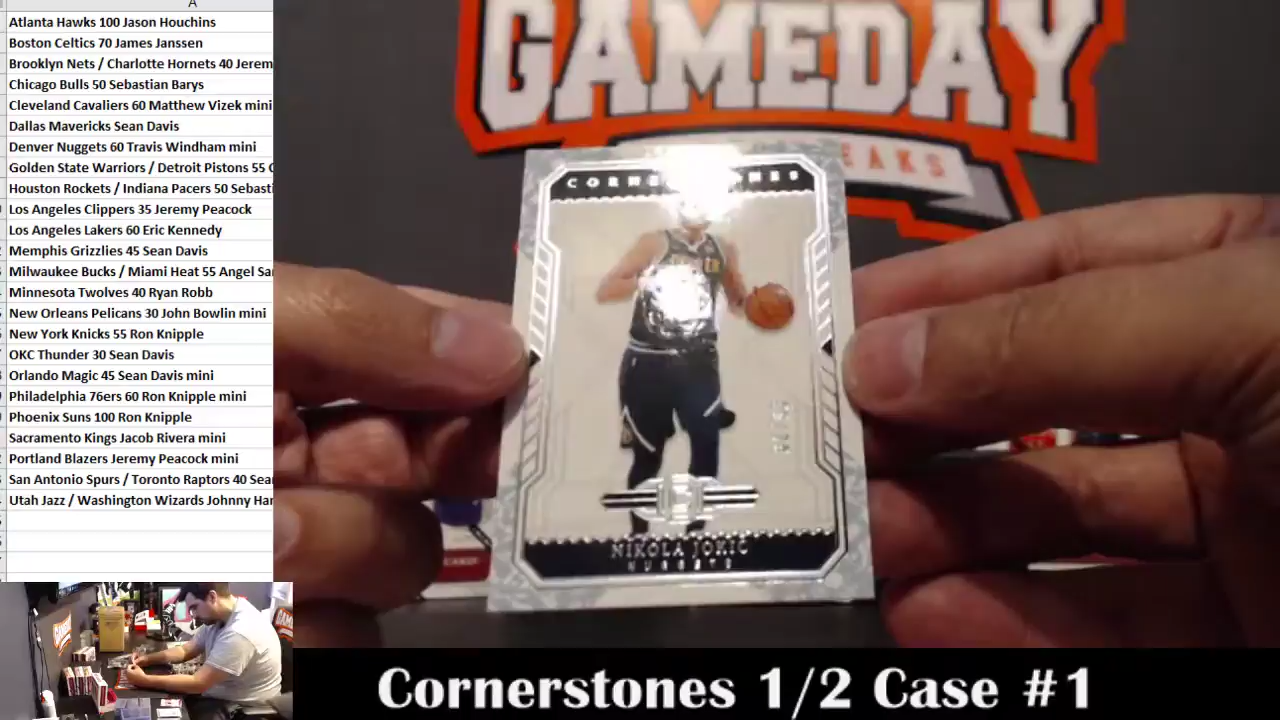 A
Atlanta Hawks 100 Jason Houchins
Boston Celtics 70 James Janssen
Brooklyn Nets / Charlotte Hornets 40 Jerem
Chicago Bulls 50 Sebastian Barys
Cleveland Cavaliers 60 Matthew Vizek mini
Dallas Mavericks Sean Davis
Denver Nuggets 60 Travis Windham mini
Golden State Warriors / Detroit Pistons 55
Houston Rockets / Indiana Pacers 50 Sebasti
Los Angeles Clippers 35 Jeremy Peacock
Los Angeles Lakers 60 Eric Kennedy
Memphis Grizzlies 45 Sean Davis
Milwaukee Bucks / Miami Heat 55 Angel Sa
Minnesota Twolves 40 Ryan Robb
New Orleans Pelicans 30 John Bowlin mini
New York Knicks 55 Ron Knipple
OKC Thunder 30 Sean Davis
Orlando Magic 45 Sean Davis mini
Philadelphia 76ers 60 Ron Knipple mini
Phoenix Suns 100 Ron Knipple
Sacramento Kings Jacob Rivera mini
Portland Blazers Jeremy Peacock mini
San Antonio Spurs / Toronto Raptors 40 Sea
Utah Jazz / Washington Wizards Johnny Ha
GAMEDAY
EAKS
NIKOLA JOKIC
NUGGETS
Cornerstones 1/2 Case #1